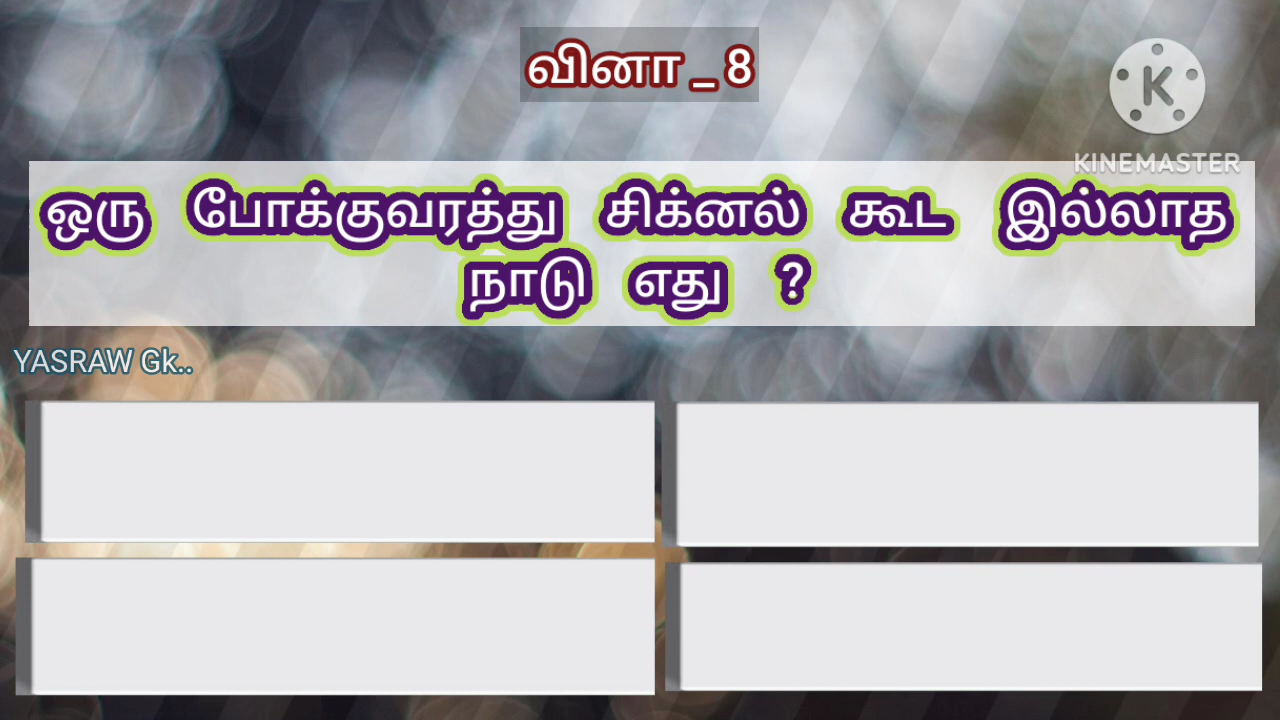 வினா _ 8
KINEMASTER
ஒரு போக்குவரத்து சிக்னல் கூட இல்லாத
நாடு எது ?
YASRAW Gk..